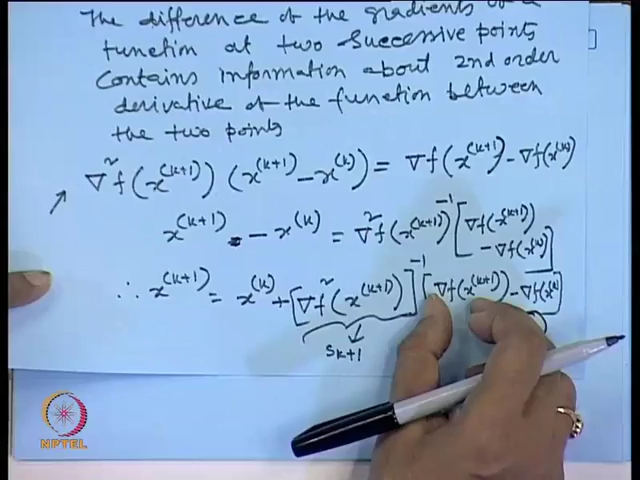 The difference of the gradients of a
function at two successive points
contains information about 2nd order
derivative of the function between
the two points
∇²f(x^(k+1)) (x^(k+1) - x^(k)) = ∇f(x^(k+1)) - ∇f(x^(k))
x^(k+1) - x^(k) = ∇²f(x^(k+1))^-1 [∇f(x^(k+1))
- ∇f(x^(k))]
∴ x^(k+1) = x^(k) + [∇²f(x^(k+1))]^-1 [∇f(x^(k+1)) - ∇f(x^(k))]
S_k+1
NPTEL